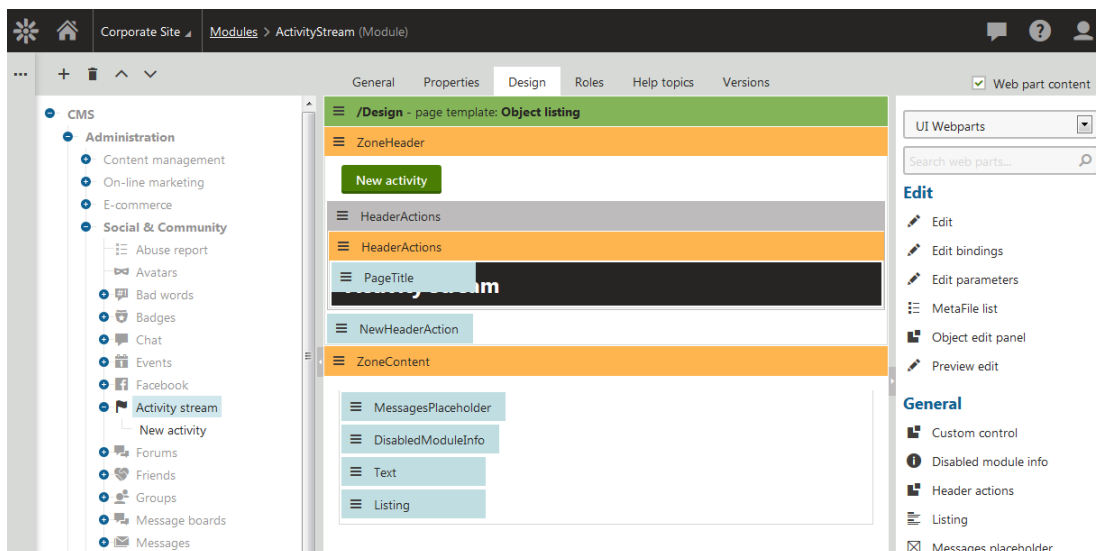 Corporate Site Modules > ActivityStream (Module)
General Properties Design Roles Help topics Versions Web part content
CMS
Administration
Content management
On-line marketing
E-commerce
Social & Community
Abuse report
Avatars
Bad words
Badges
Chat
Events
Facebook
Activity stream
New activity
Forums
Friends
Groups
Message boards
Messages
/Design - page template: Object listing
ZoneHeader
New activity
HeaderActions
HeaderActions
PageTitle
NewHeaderAction
ZoneContent
MessagesPlaceholder
DisabledModuleInfo
Text
Listing
UI Webparts
Search web parts...
Edit
Edit
Edit bindings
Edit parameters
MetaFile list
Object edit panel
Preview edit
General
Custom control
Disabled module info
Header actions
Listing
Messages placeholder